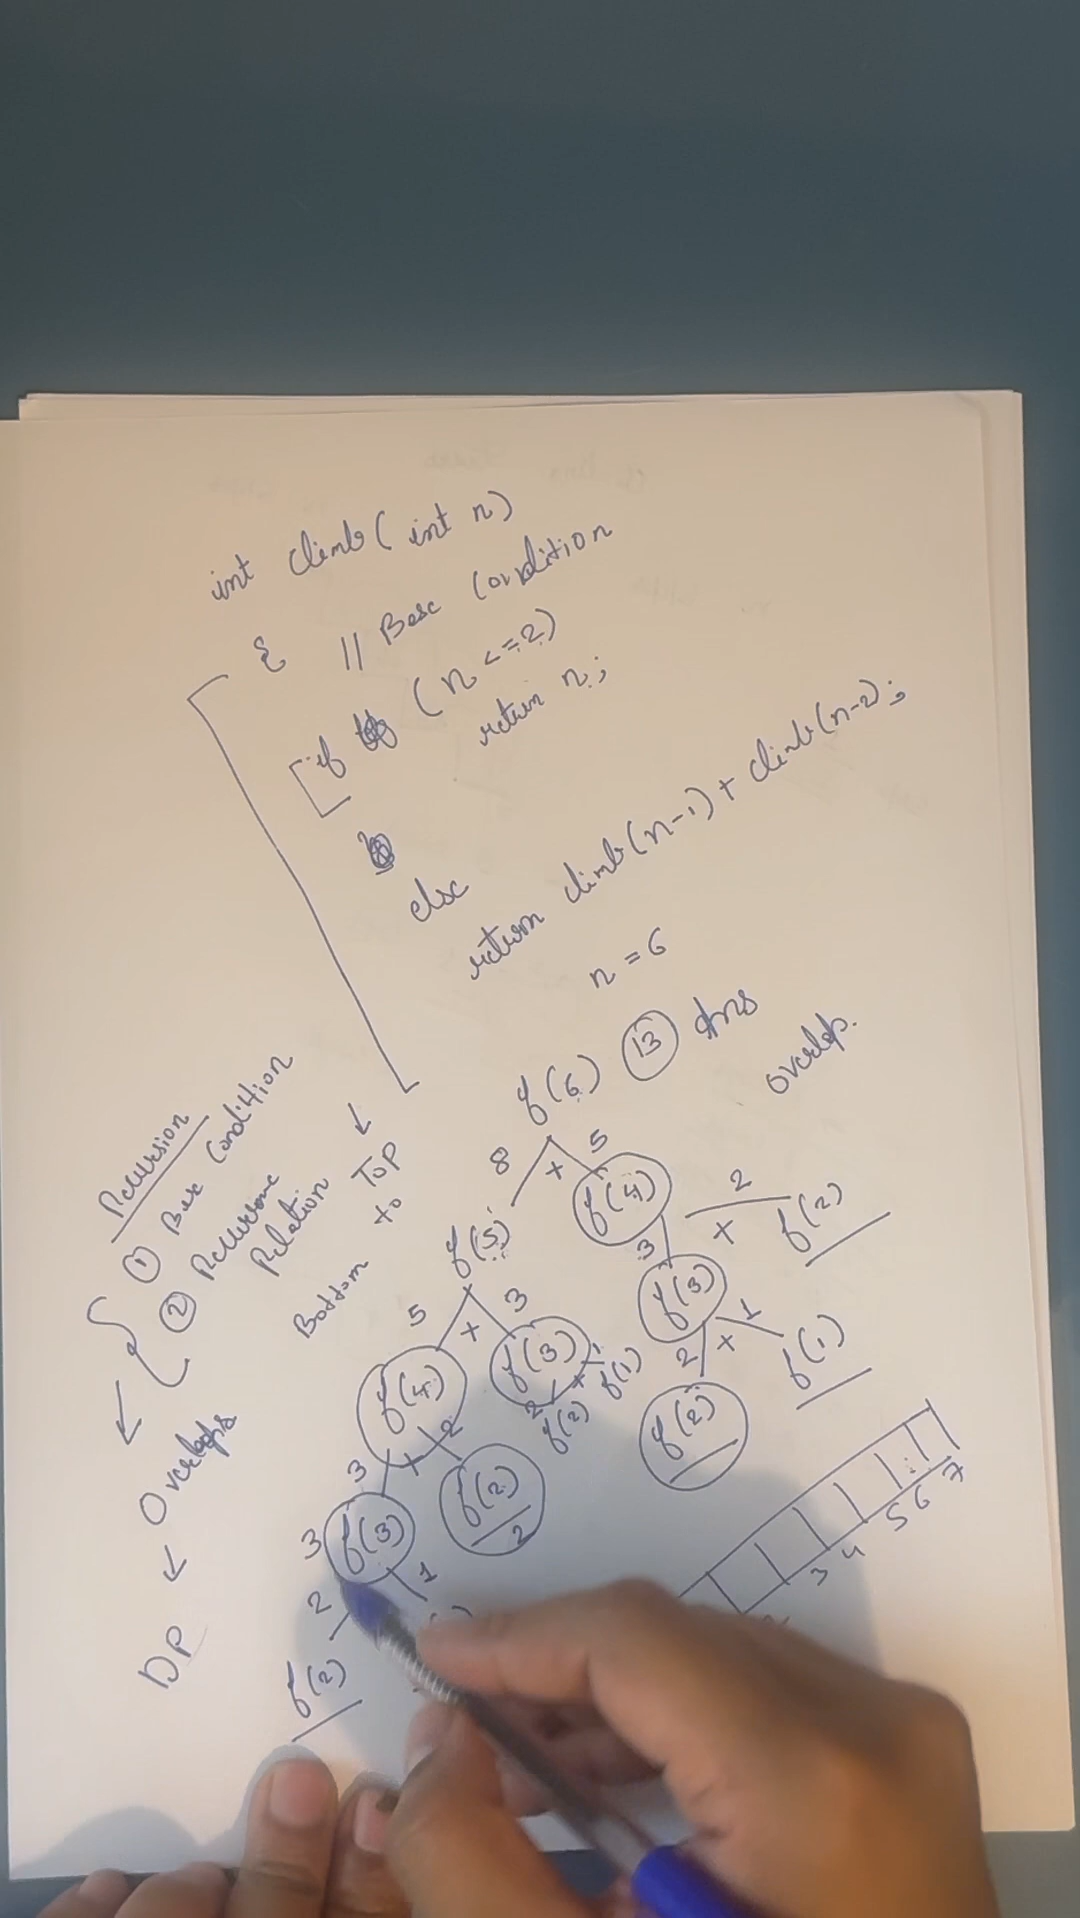 int climb( int n)
{ // Base Condition
if (n <=2)
return n;
else
return climb(n-1) + climb(n-2);
n = 6
f(6) 13 Ans
overlap.
8 + 5
f(5) f(4)
5 + 3
3 + 2
f(4) f(3) f(3) f(2)
3 + 2
2 + 1
2 + 1
f(3) f(2) f(2) f(1) f(2) f(1)
3 2
2 1
f(2)
3 4 5 6 7
Recursion
① Base Condition
② Recursive
Relation
Bottom to Top
↓
Overlaps
↓
DP